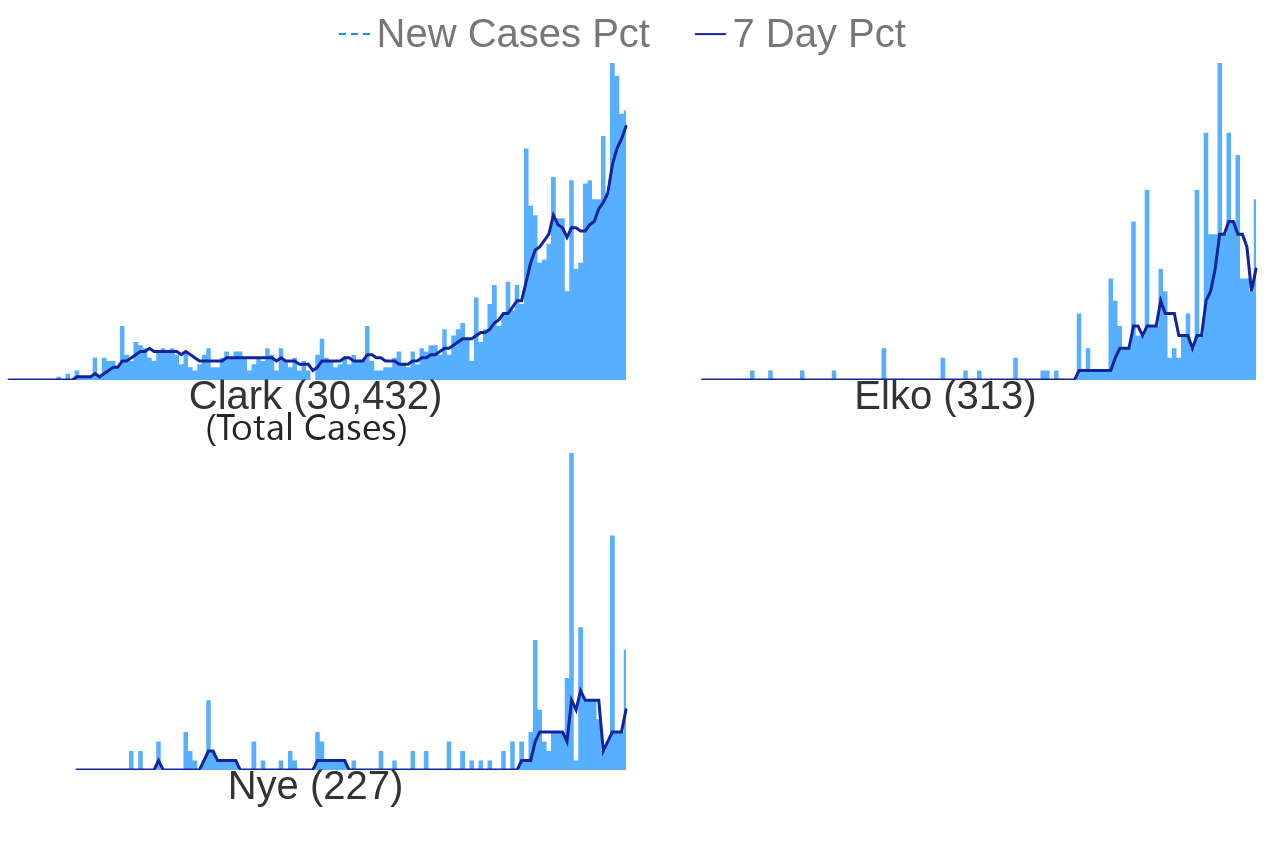 New Cases Pct 7 Day Pct
Clark (30,432)
(Total Cases)
Elko (313)
Nye (227)